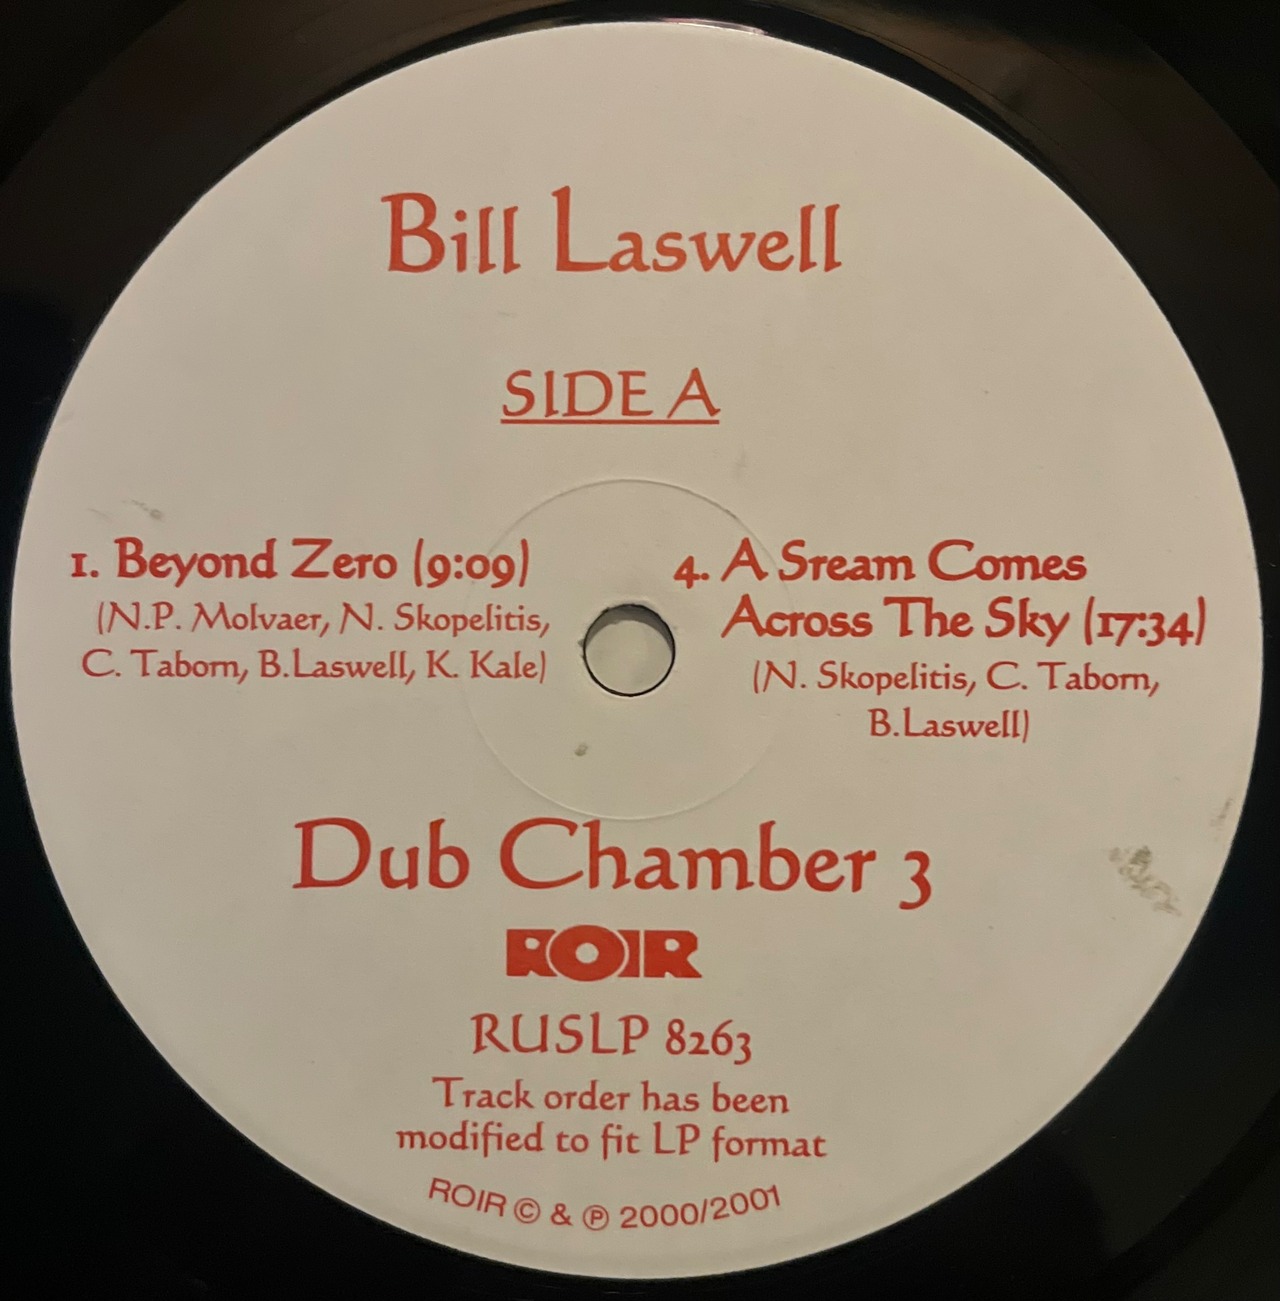 Bill Laswell
SIDE A
1. Beyond Zero (9:09)
(N.P. Molvaer, N. Skopelitis,
C. Taborn, B.Laswell, K. Kale)
4. A Sream Comes
Across The Sky (17:34)
(N. Skopelitis, C. Taborn,
B.Laswell)
Dub Chamber 3
ROIR
RUSLP 8263
Track order has been
modified to fit LP format
ROIR © & ℗ 2000/2001